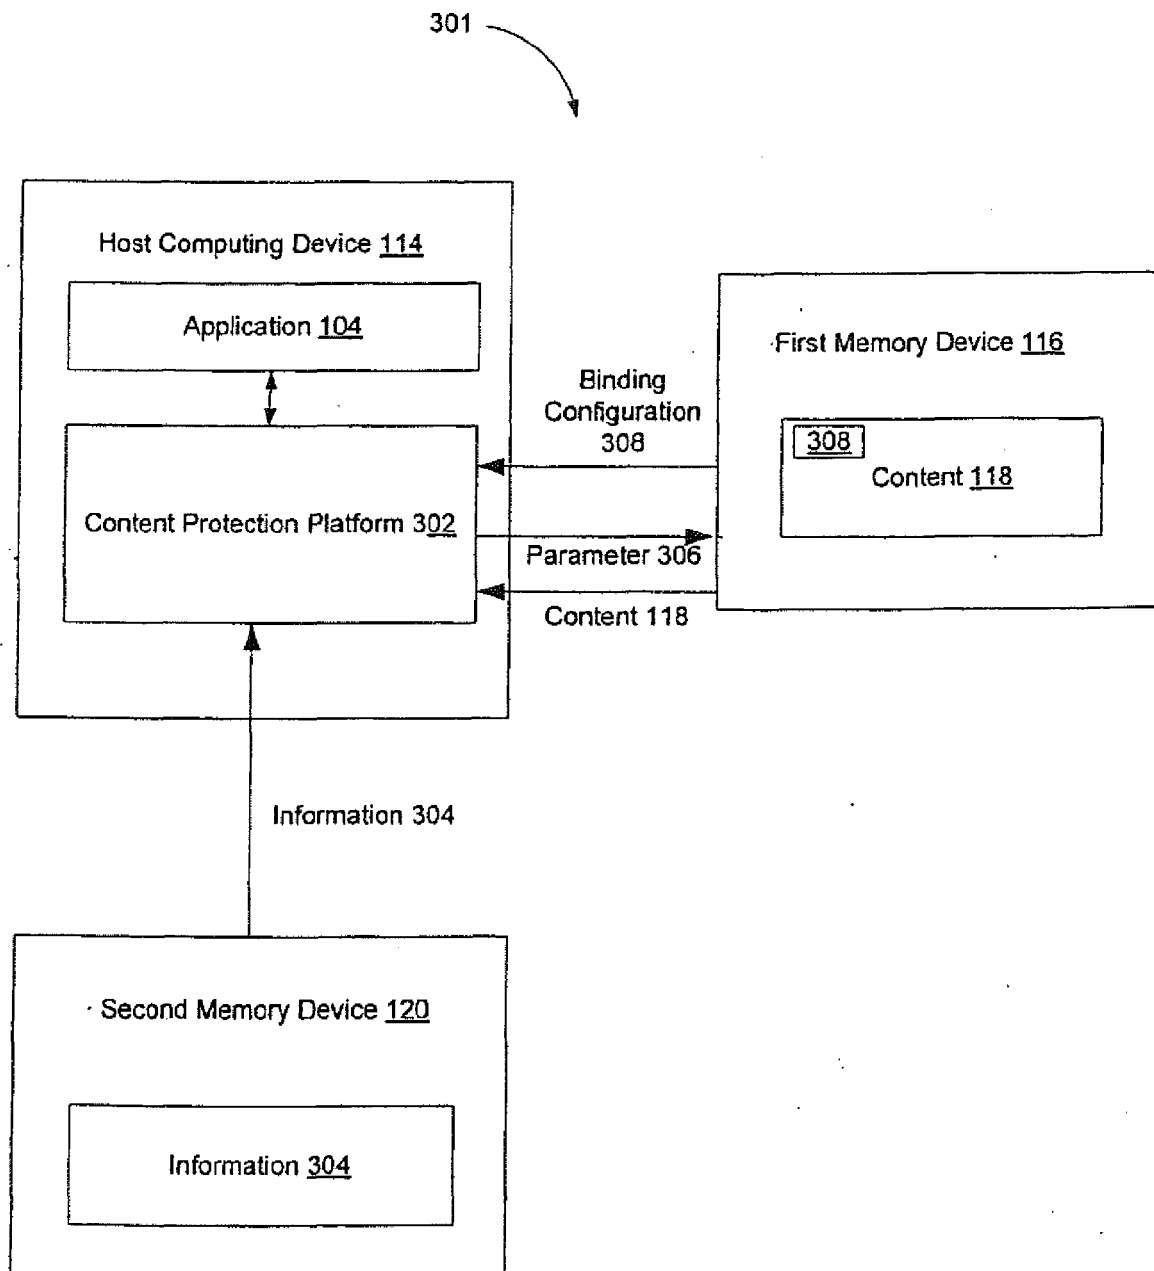 301
Host Computing Device 114
Application 104
Content Protection Platform 302
Binding
Configuration
308
Parameter 306
Content 118
First Memory Device 116
308
Content 118
Information 304
Second Memory Device 120
Information 304